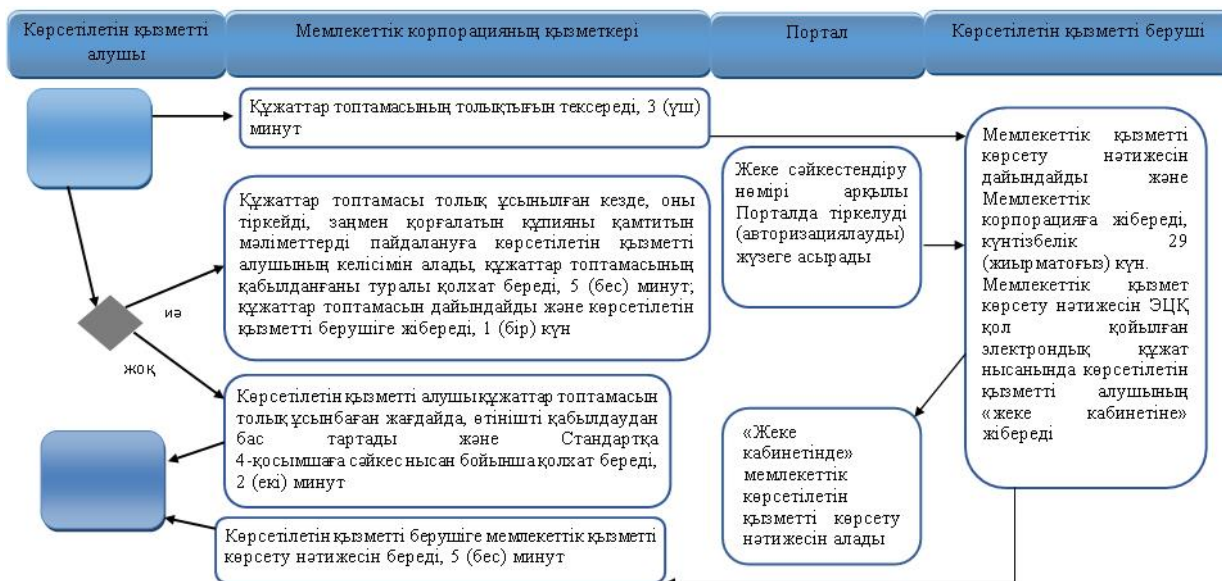 Көрсетілетін қызметті
алушы
Мемлекеттік корпорацияның қызметкері
Портал
Көрсетілетін қызметті беруші
Құжаттар топтамасының толықтығын тексереді, 3 (үш)
минут
Құжаттар топтамасы толық ұсынылған кезде, оны
тіркейді, заңмен қорғалатын құпияны қамтитын
мәліметтерді пайдалануға көрсетілетін қызметті
алушының келісімін алады, құжаттар топтамасының
қабылданғаны туралы қолхат береді, 5 (бес) минут;
құжаттар топтамасын дайындайды және көрсетілетін
қызметті берушіге жібереді, 1 (бір) күн
иә
жоқ
Көрсетілетін қызметті алушы құжаттар топтамасын
толық ұсынбаған жағдайда, өтінішті қабылдаудан
бас тартады және Стандартқа
4-қосымшаға сәйкес нысан бойынша қолхат береді,
2 (екі) минут
Көрсетілетін қызметті берушіге мемлекеттік қызметті
көрсету нәтижесін береді, 5 (бес) минут
Жеке сәйкестендіру
нөмірі арқылы
Порталда тіркелуді
(авторизациялауды)
жүзеге асырады
«Жеке
кабинетінде»
мемлекеттік
көрсетілетін
қызметті көрсету
нәтижесін алады
Мемлекеттік қызметті
көрсету нәтижесін
дайындайды және
Мемлекеттік
корпорацияға жібереді,
күнтізбелік 29
(жиырматоғыз) күн.
Мемлекеттік қызмет
көрсету нәтижесін ЭЦҚ
қол қойылған
электрондық құжат
нысанында көрсетілетін
қызметті алушының
«жеке кабинетіне»
жібереді